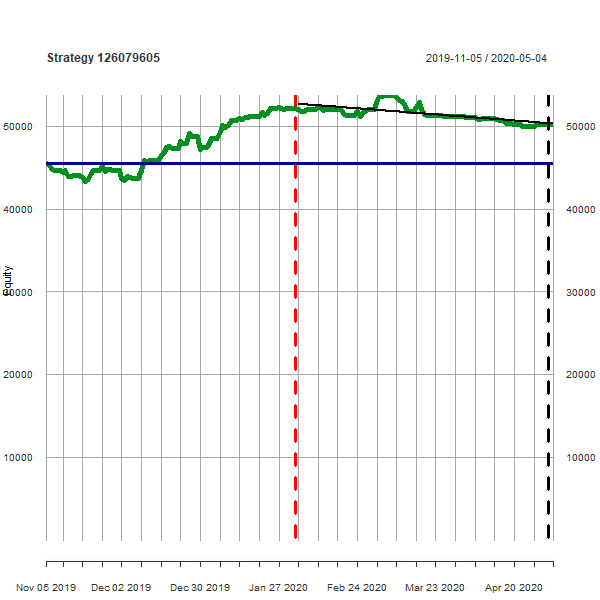 Strategy 126079605
2019-11-05 / 2020-05-04
50000
50000
40000
40000
Equity
30000
30000
20000
20000
10000
10000
Nov 05 2019
Dec 02 2019
Dec 30 2019
Jan 27 2020
Feb 24 2020
Mar 23 2020
Apr 20 2020